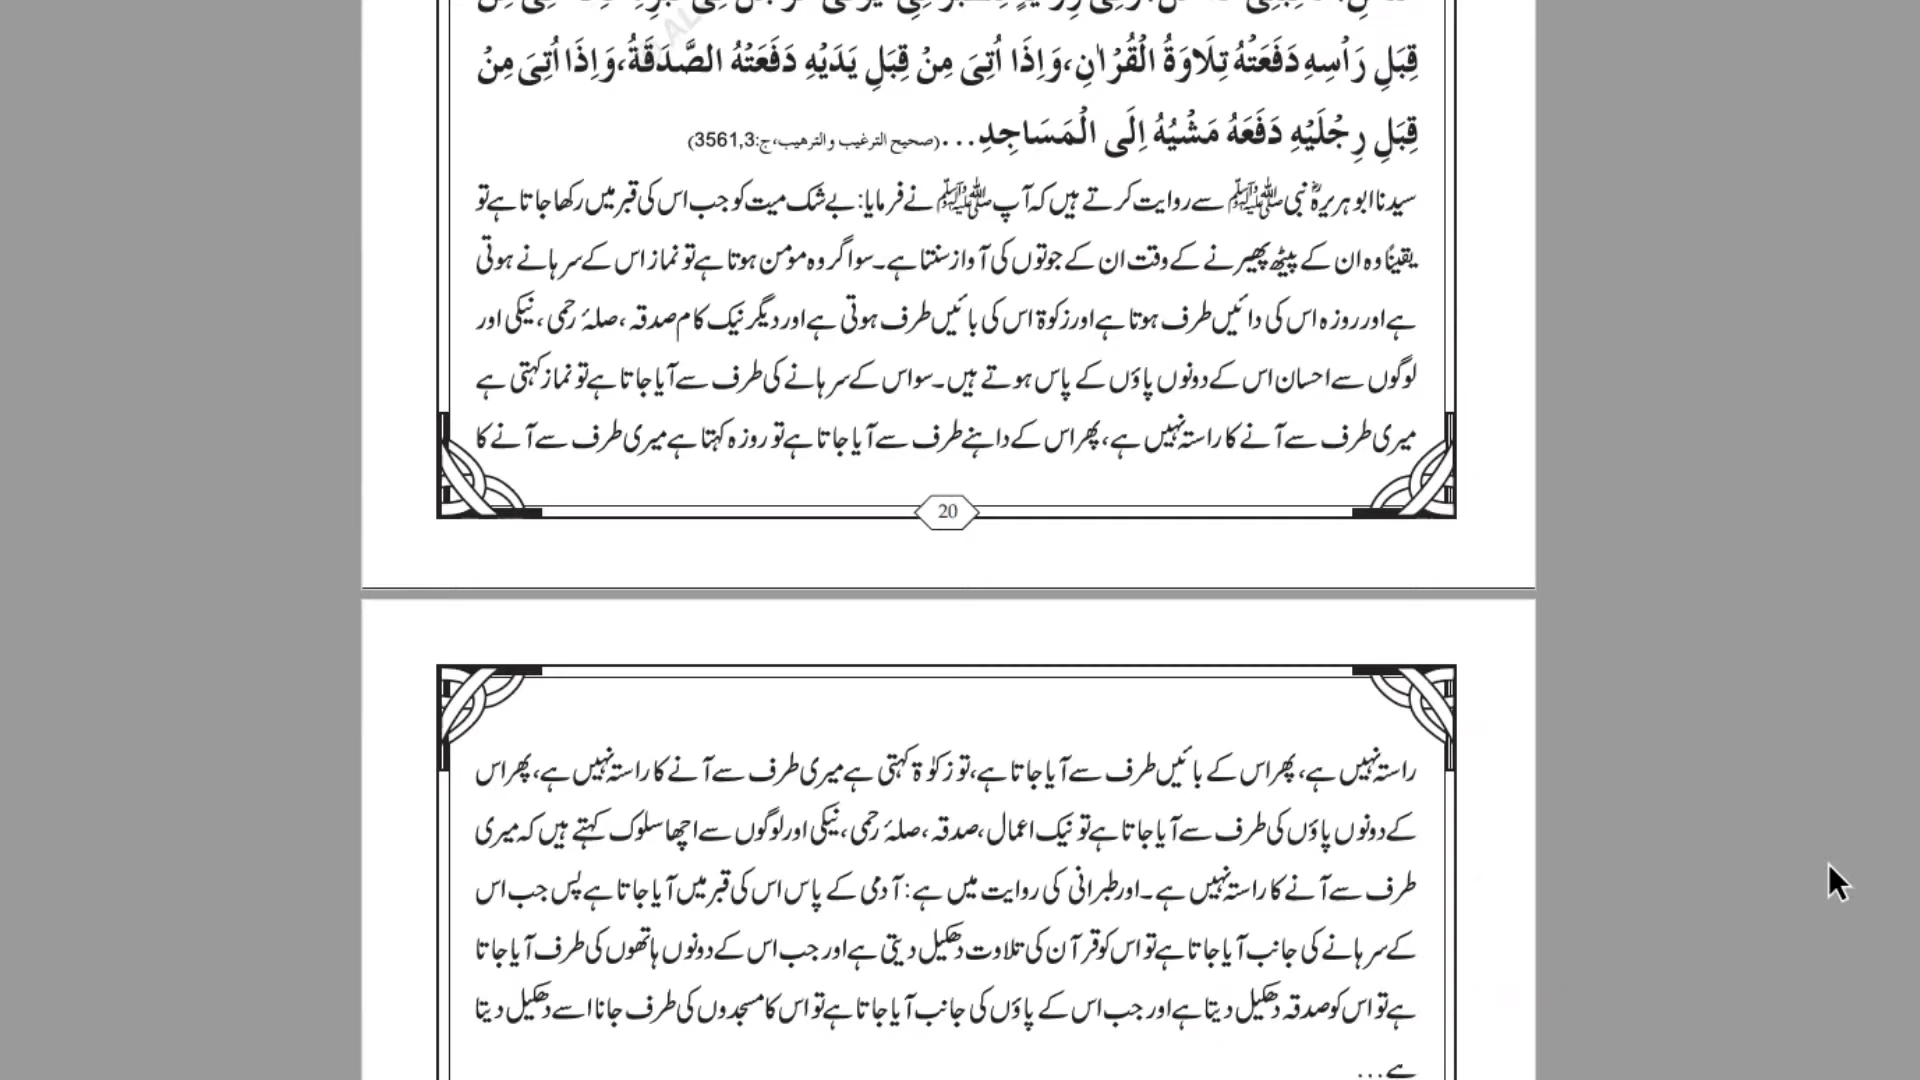 قِبَلِ رَأْسِهٖ دَفَعَتْهُ تِلَاوَةُ الْقُرْاٰنِ،وَاِذَا اُتِیَ مِنْ قِبَلِ یَدَیْهِ دَفَعَتْهُ الصَّدَقَةُ،وَاِذَا اُتِیَ مِنْ
قِبَلِ رِجْلَیْهِ دَفَعَهُ مَشْیُهُ اِلَی الْمَسَاجِدِ...(صحیح الترغیب والترھیب،ج:3561,3)
سیدنا ابو ہریرہؓ نبی ﷺ سے روایت کرتے ہیں کہ آپ ﷺ نے فرمایا: بے شک میت کو جب اس کی قبر میں رکھا جاتا ہے تو
یقیناً وہ ان کے پیٹھ پھیرنے کے وقت ان کے جوتوں کی آواز سنتا ہے۔ سو اگر وہ مومن ہوتا ہے تو نماز اس کے سرہانے ہوتی
ہے اور روزہ اس کی دائیں طرف ہوتا ہے اور زکوۃ اس کی بائیں طرف ہوتی ہے اور دیگر نیک کام صدقہ، صلۂ رحمی، نیکی اور
لوگوں سے احسان اس کے دونوں پاؤں کے پاس ہوتے ہیں۔ سو اس کے سرہانے کی طرف سے آیا جاتا ہے تو نماز کہتی ہے
میری طرف سے آنے کا راستہ نہیں ہے، پھر اس کے داہنے طرف سے آیا جاتا ہے تو روزہ کہتا ہے میری طرف سے آنے کا
20
راستہ نہیں ہے، پھر اس کے بائیں طرف سے آیا جاتا ہے، تو زکوٰۃ کہتی ہے میری طرف سے آنے کا راستہ نہیں ہے، پھر اس
کے دونوں پاؤں کی طرف سے آیا جاتا ہے تو نیک اعمال، صدقہ، صلۂ رحمی، نیکی اور لوگوں سے اچھا سلوک کہتے ہیں کہ میری
طرف سے آنے کا راستہ نہیں ہے۔ اور طبرانی کی روایت میں ہے: آدمی کے پاس اس کی قبر میں آیا جاتا ہے پس جب اس
کے سرہانے کی جانب آیا جاتا ہے تو اس کو قرآن کی تلاوت دھکیل دیتی ہے اور جب اس کے دونوں ہاتھوں کی طرف آیا جاتا
ہے تو اس کو صدقہ دھکیل دیتا ہے اور جب اس کے پاؤں کی جانب آیا جاتا ہے تو اس کا مسجدوں کی طرف جانا اسے دھکیل دیتا
ہے...